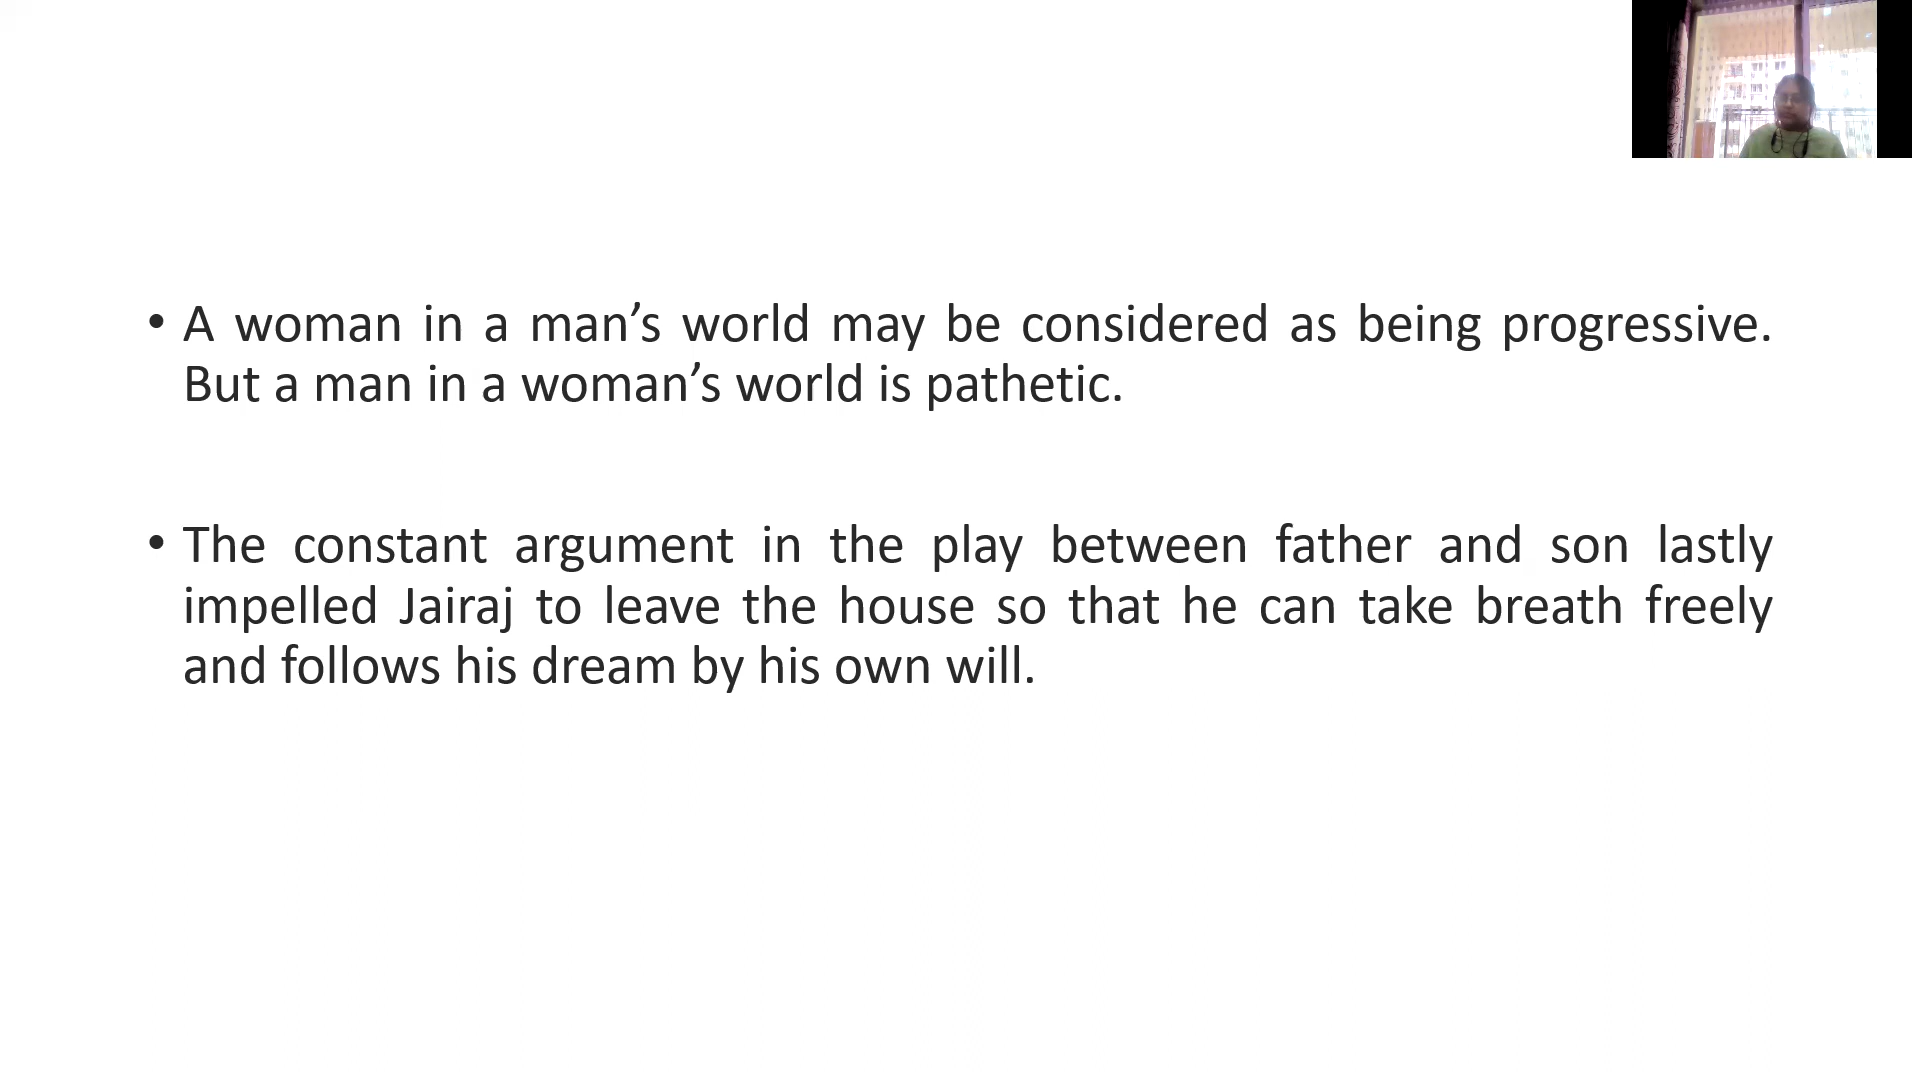 • A woman in a man’s world may be considered as being progressive.
But a man in a woman’s world is pathetic.
• The constant argument in the play between father and son lastly
impelled Jairaj to leave the house so that he can take breath freely
and follows his dream by his own will.